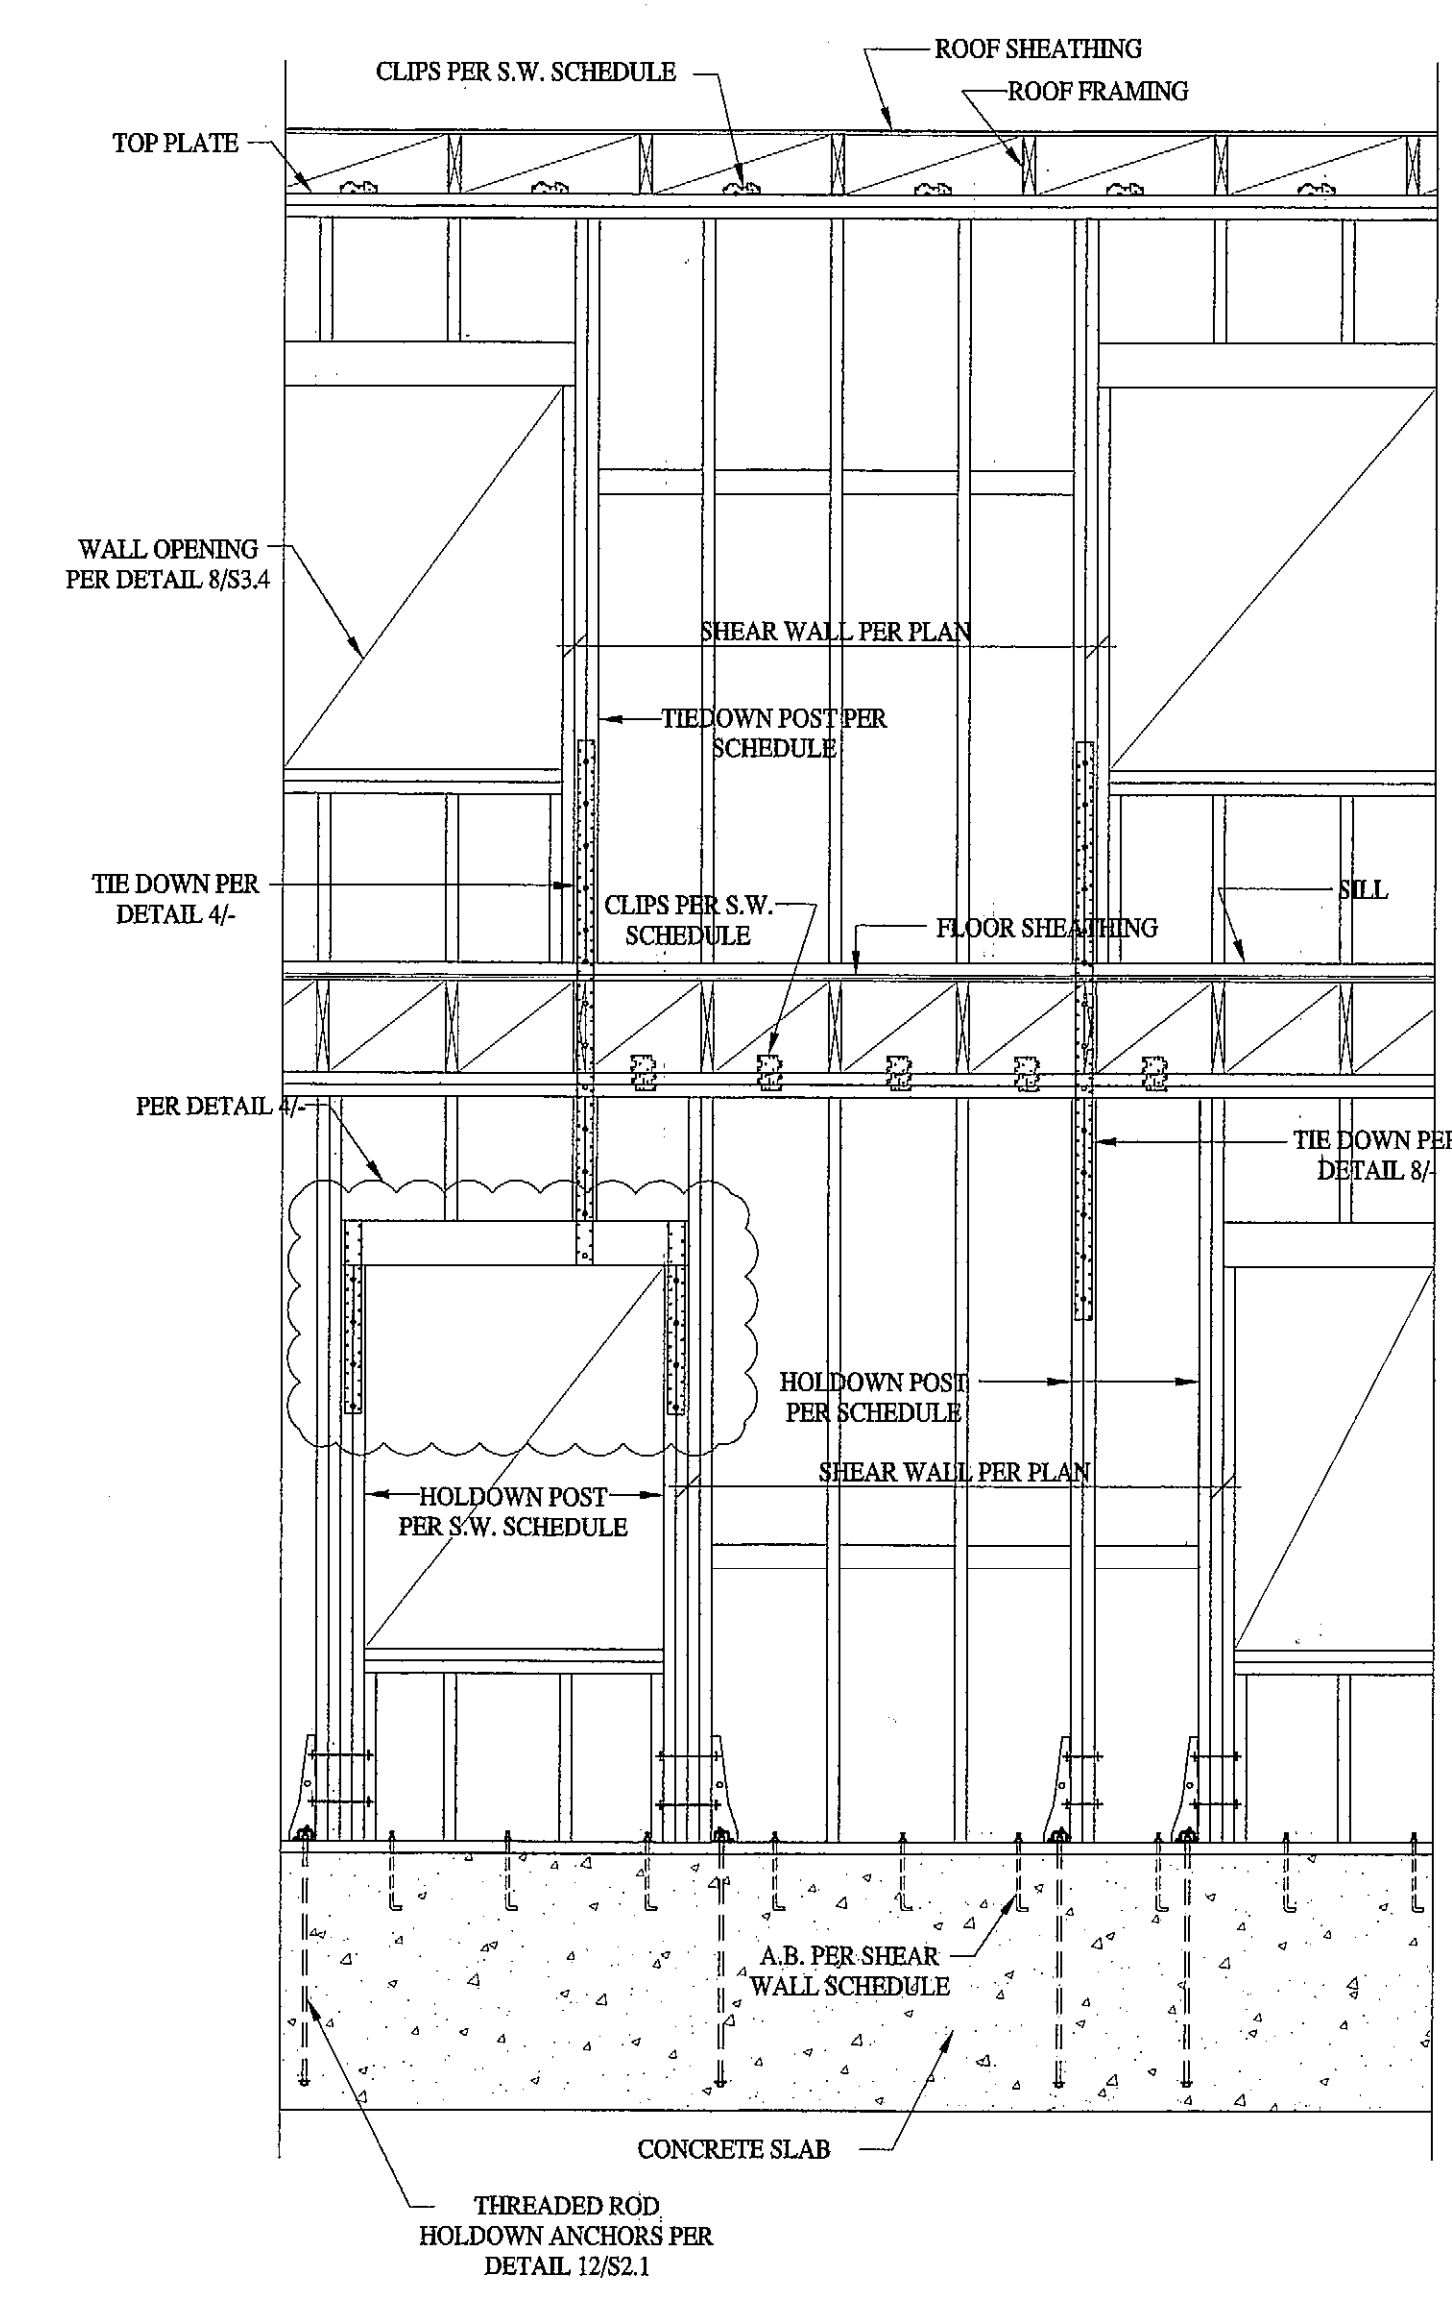 ROOF SHEATHING
CLIPS PER S.W. SCHEDULE
ROOF FRAMING
TOP PLATE
WALL OPENING
PER DETAIL 8/S3.4
SHEAR WALL PER PLAN
TIEDOWN POST PER
SCHEDULE
TIE DOWN PER
DETAIL 4/-
CLIPS PER S.W.
SCHEDULE
SILL
FLOOR SHEATHING
PER DETAIL 4/-
TIE DOWN PER
DETAIL 8/-
HOLDOWN POST
PER SCHEDULE
SHEAR WALL PER PLAN
HOLDOWN POST
PER S.W. SCHEDULE
A.B. PER SHEAR
WALL SCHEDULE
CONCRETE SLAB
THREADED ROD
HOLDOWN ANCHORS PER
DETAIL 12/S2.1